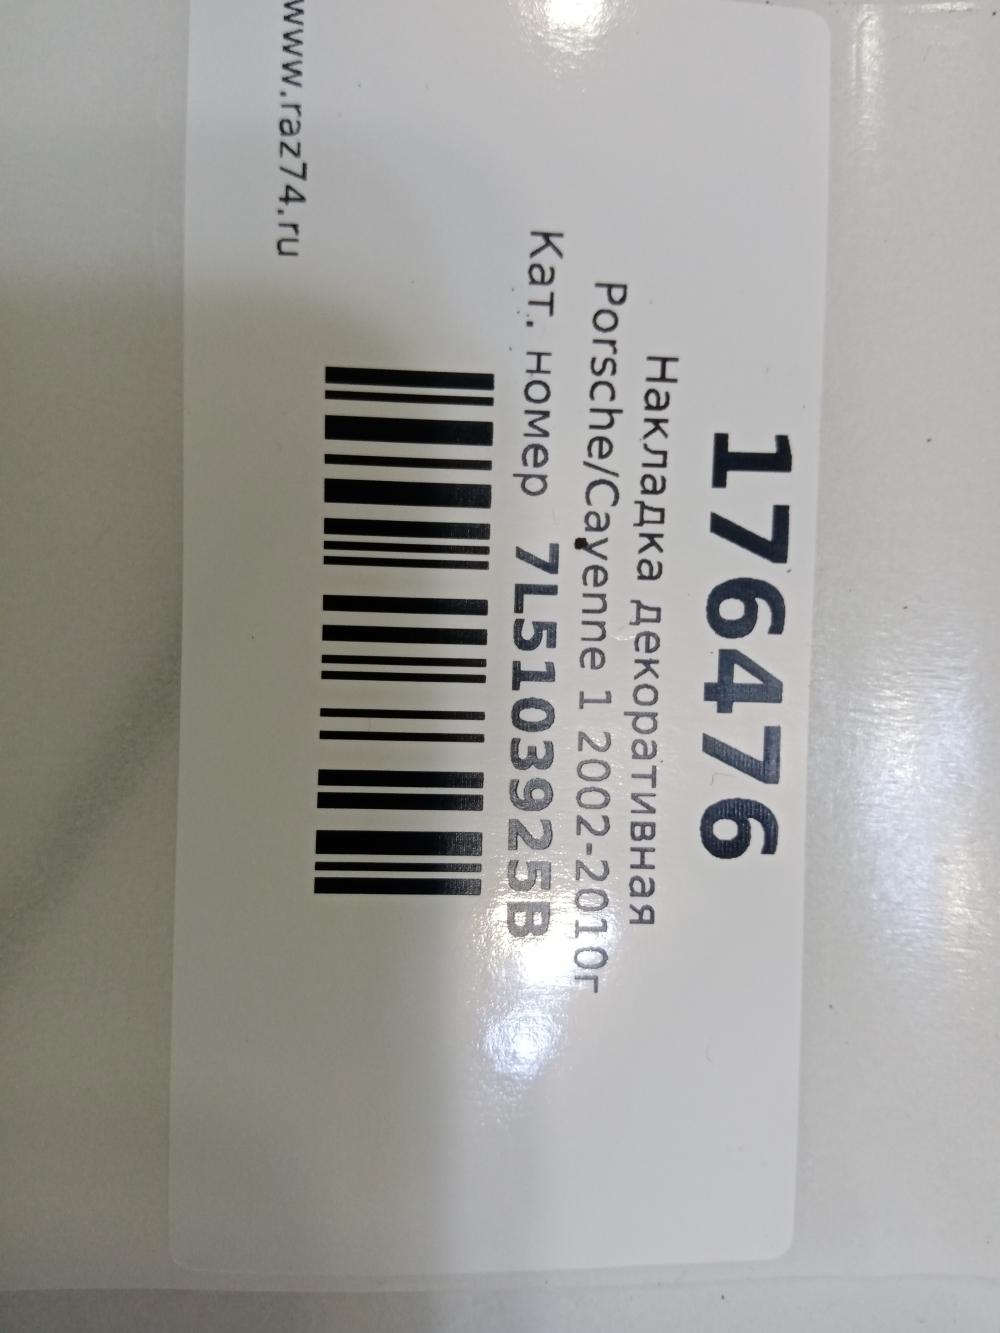 176476
Накладка декоративная
Porsche/Cayenne 1 2002-2010г
Кат. номер 7L5103925B
www.raz74.ru